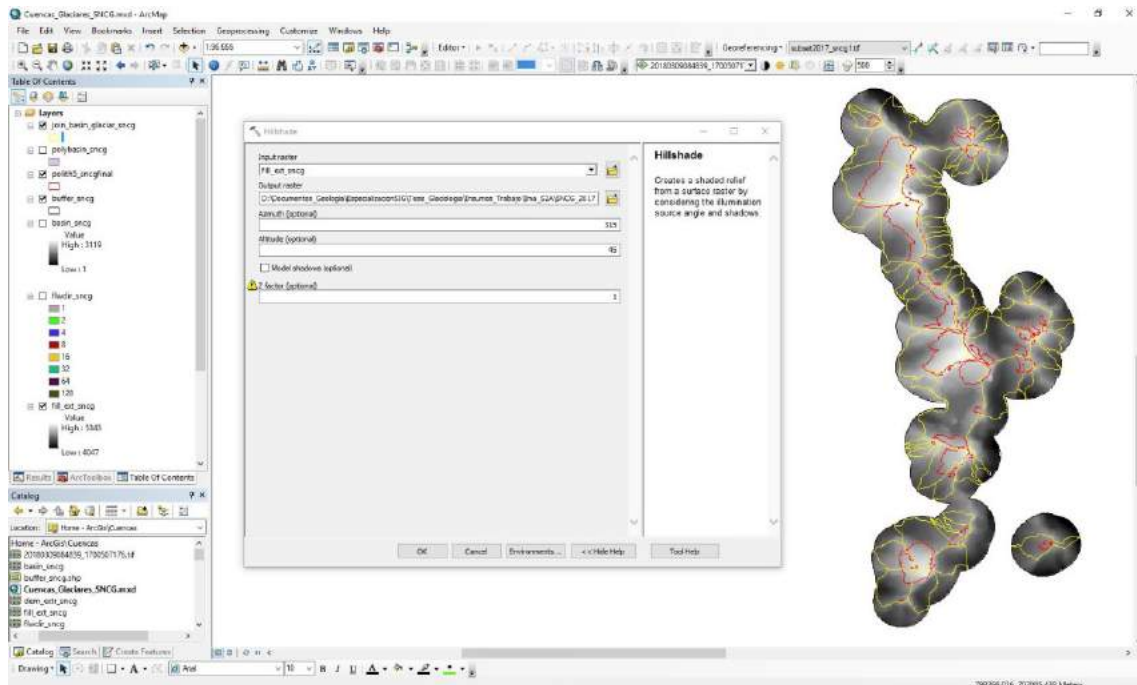 Cuencas_Glaciares_SNCG.mxd - ArcMap
File Edit View Bookmarks Insert Selection Geoprocessing Customize Windows Help
Editor
Georeferencing
Table Of Contents
Layers
join_basin_glaciar_sncg
polybasin_sncg
buffer_sncg
basin_sncg
Value
High : 3119
Low : 1
flwdir_sncg
1
2
4
8
16
32
64
128
fill_ext_sncg
Value
Low : 4047
Results
ArcToolbox
Table Of Contents
Catalog
Location:
Home - ArcGis\Cuencas
Home - ArcGis\Cuencas
basin_sncg
buffer_sncg.shp
Cuencas_Glaciares_SNCG.mxd
dem_extr_sncg
fill_ext_sncg
flwdir_sncg
Catalog
Search
Create Features
Hillshade
Input raster
fill_ext_sncg
Output raster
Azimuth (optional)
315
Altitude (optional)
45
Model shadows (optional)
Z factor (optional)
1
OK
Cancel
Environments...
<< Hide Help
Tool Help
Hillshade
Creates a shaded relief
from a surface raster by
considering the illumination
source angle and shadows.
Drawing
Arial
10
B I U A